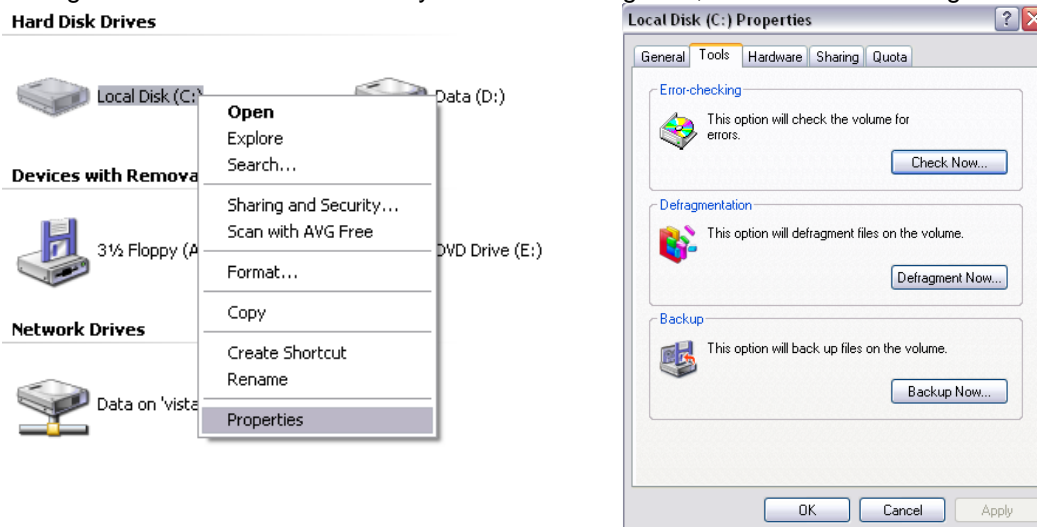 Hard Disk Drives
Local Disk (C:)
Data (D:)
Open
Explore
Search...
Devices with Remova
Sharing and Security...
Scan with AVG Free
3½ Floppy (A
DVD Drive (E:)
Format...
Copy
Network Drives
Create Shortcut
Rename
Data on 'vista
Properties
Local Disk (C:) Properties
General Tools Hardware Sharing Quota
Error-checking
This option will check the volume for
errors.
Check Now...
Defragmentation
This option will defragment files on the volume.
Defragment Now...
Backup
This option will back up files on the volume.
Backup Now...
OK Cancel Apply